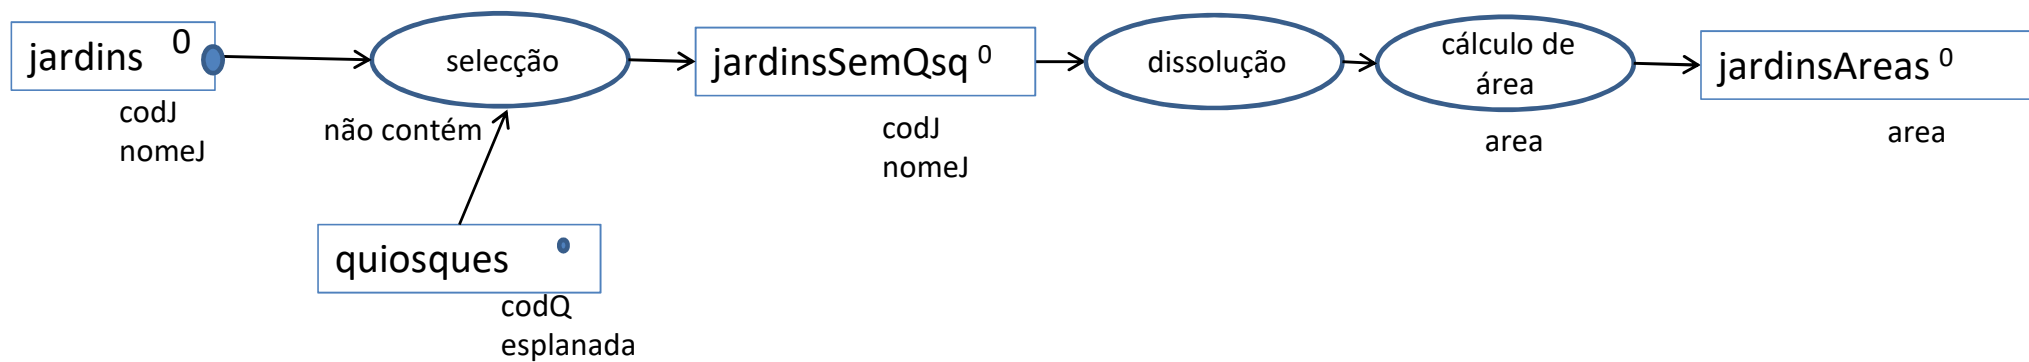 jardins 0
codJ
nomeJ
selecção
não contém
quiosques
codQ
esplanada
jardinsSemQsq 0
codJ
nomeJ
dissolução
cálculo de
área
area
jardinsAreas 0
area